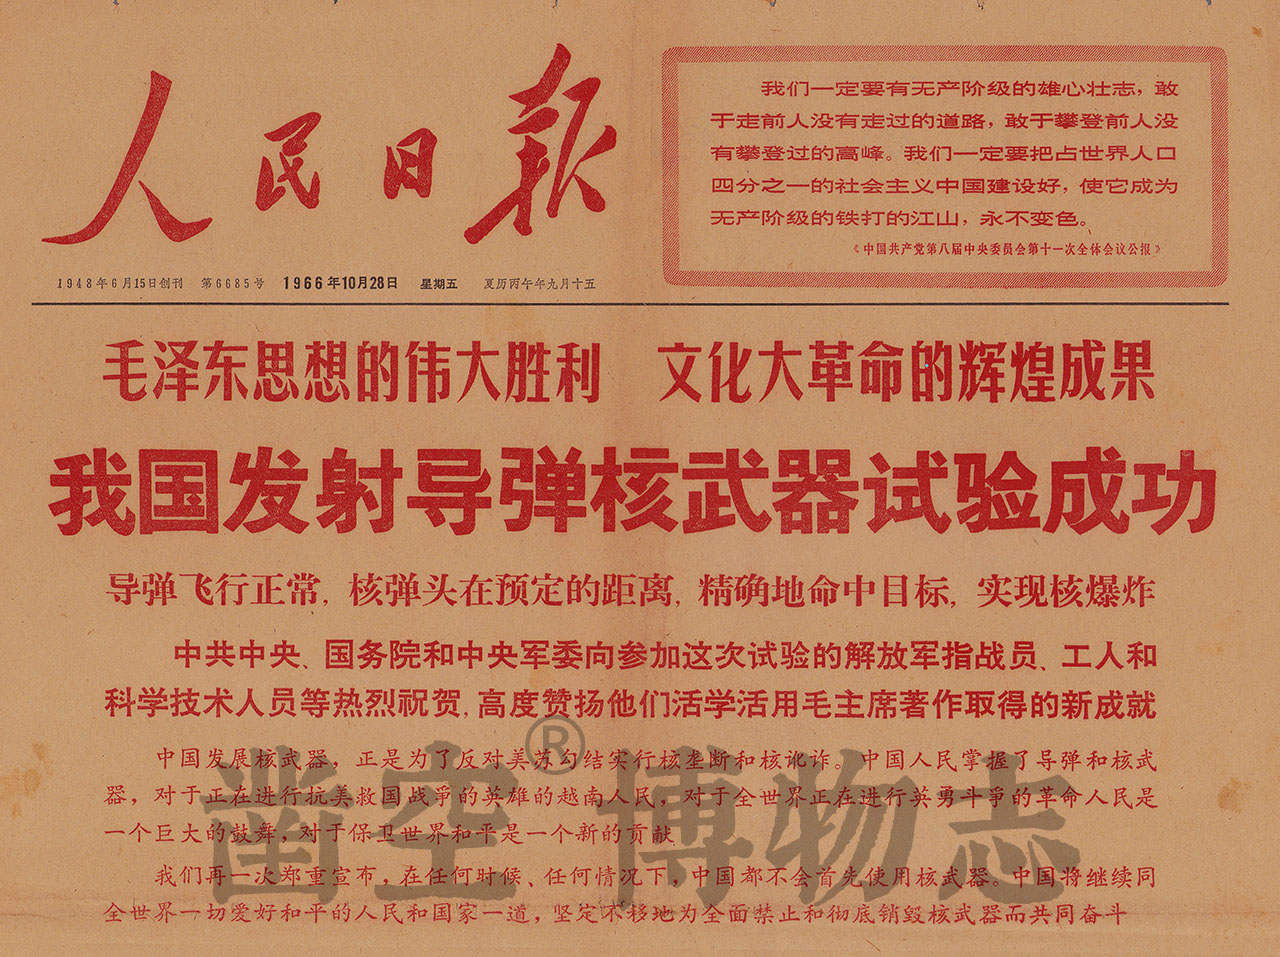 人民日报
1948年6月15日创刊 第6685号 1966年10月28日 星期五 夏历丙午年九月十五
我们一定要有无产阶级的雄心壮志，敢
于走前人没有走过的道路，敢于攀登前人没
有攀登过的高峰。我们一定要把占世界人口
四分之一的社会主义中国建设好，使它成为
无产阶级的铁打的江山，永不变色。
《中国共产党第八届中央委员会第十一次全体会议公报》
毛泽东思想的伟大胜利 文化大革命的辉煌成果
我国发射导弹核武器试验成功
导弹飞行正常，核弹头在预定的距离，精确地命中目标，实现核爆炸
中共中央、国务院和中央军委向参加这次试验的解放军指战员、工人和
科学技术人员等热烈祝贺，高度赞扬他们活学活用毛主席著作取得的新成就
中国发展核武器，正是为了反对美苏勾结实行核垄断和核讹诈。中国人民掌握了导弹和核武
器，对于正在进行抗美救国战爭的英雄的越南人民，对于全世界正在进行英勇斗爭的革命人民是
一个巨大的鼓舞，对于保卫世界和平是一个新的贡献
我们再一次郑重宣布，在任何时候、任何情况下，中国都不会首先使用核武器。中国将继续同
全世界一切爱好和平的人民和国家一道，坚定不移地为全面禁止和彻底销毁核武器而共同奋斗
凿空®博物志